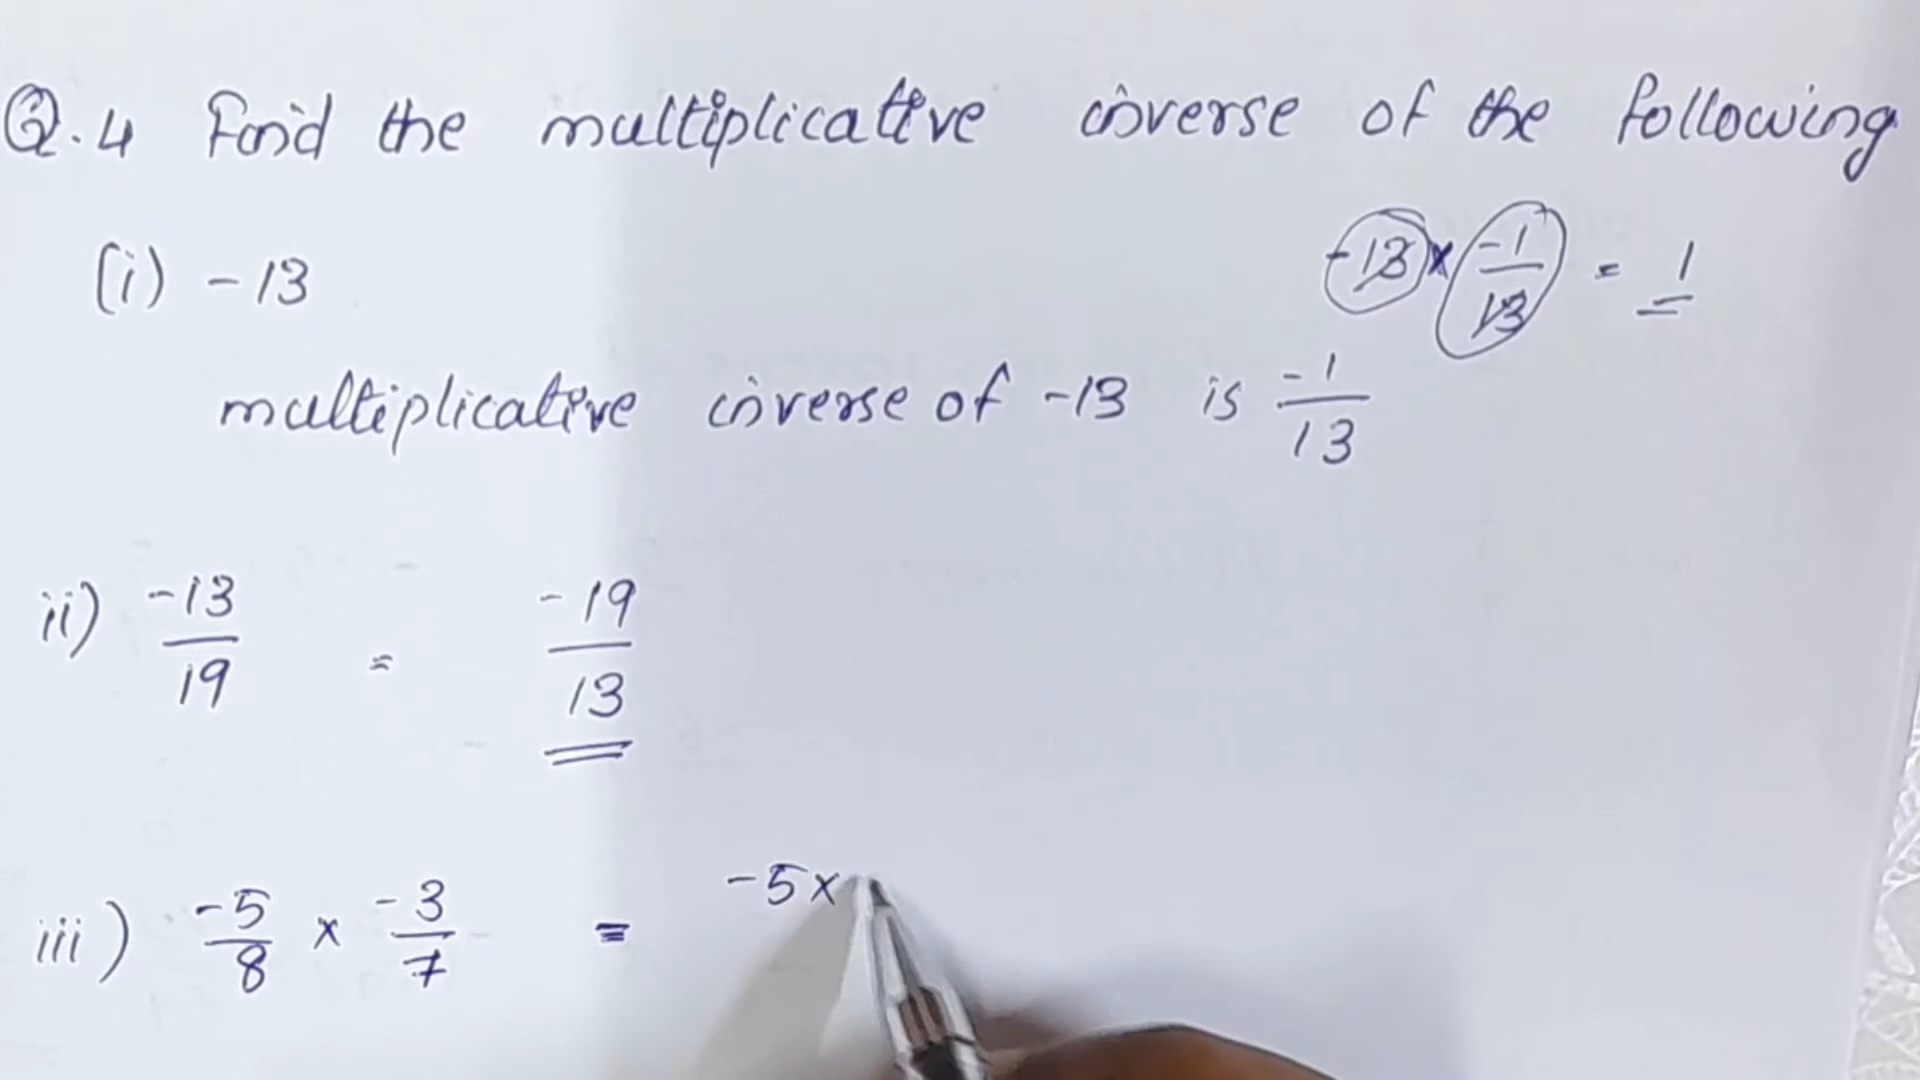 Q.4 Find the multiplicative inverse of the following
(i) -13
-13 × -1/13 = 1
multiplicative inverse of -13 is -1/13
ii) -13/19 = -19/13
iii) -5/8 × -3/7 = -5×